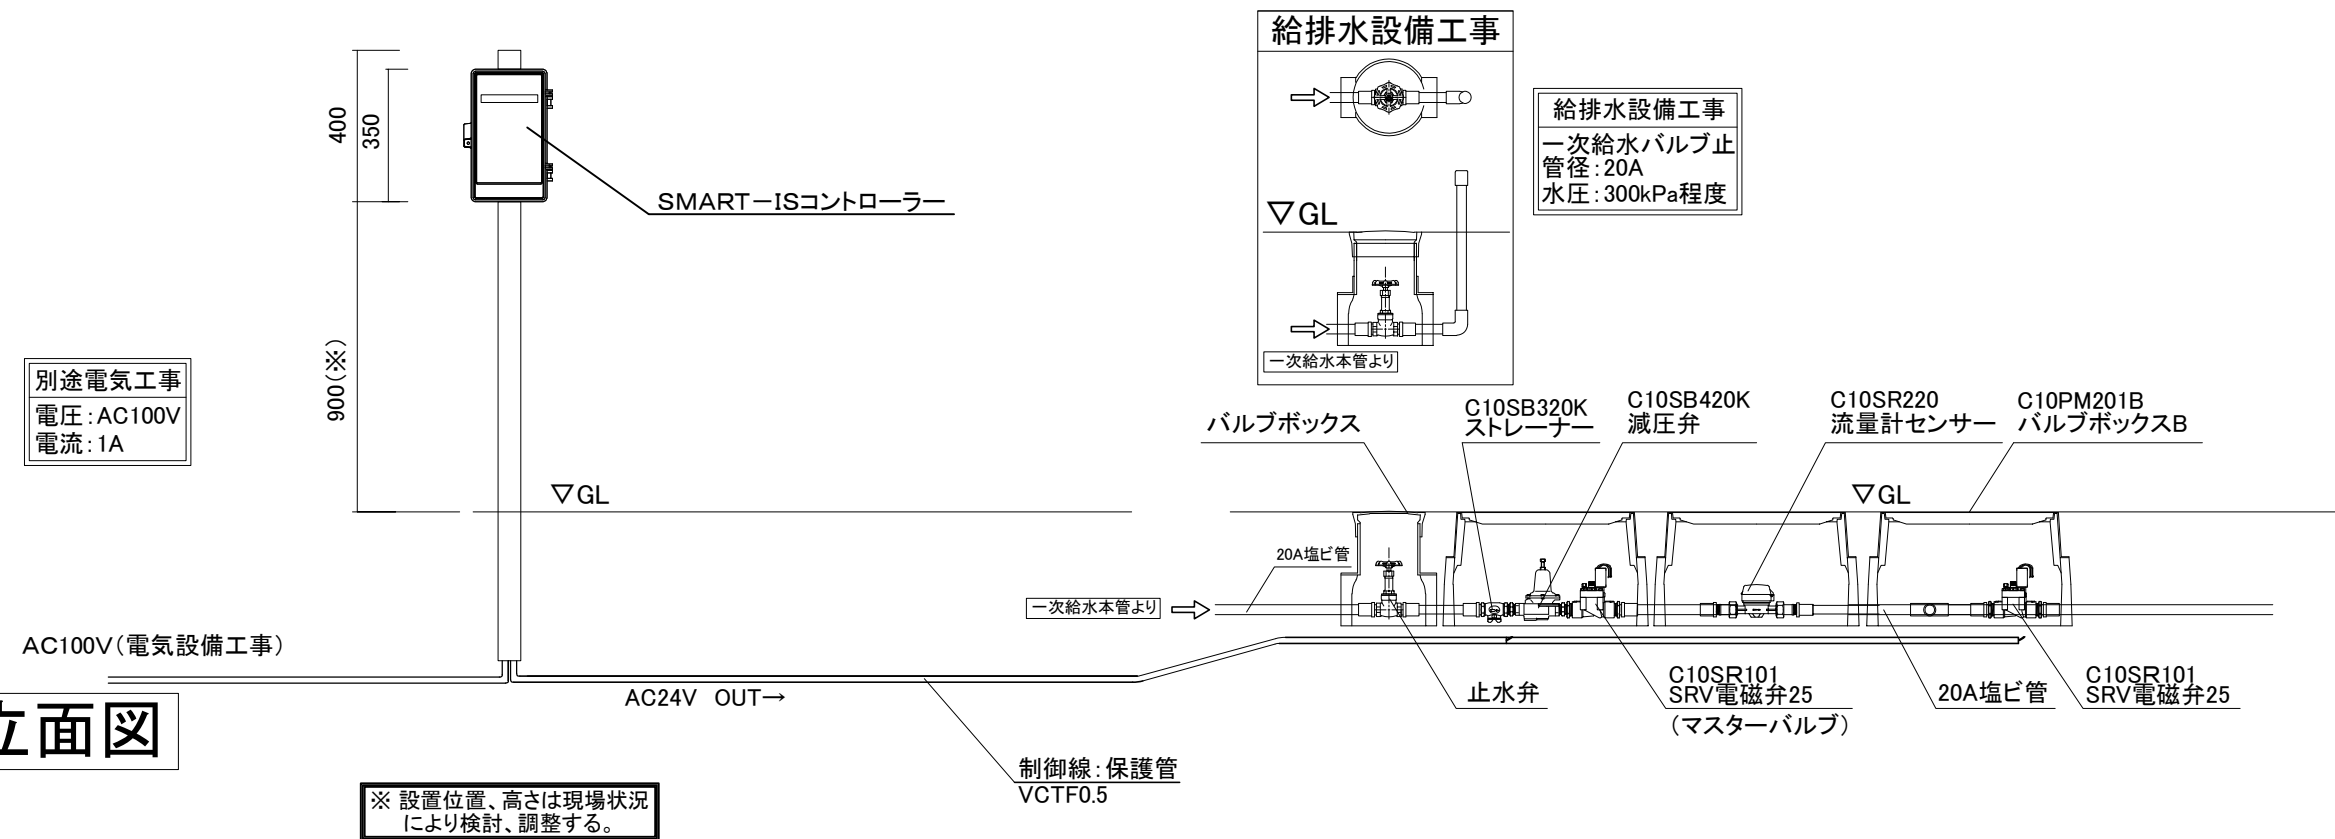 給排水設備工事
給排水設備工事
一次給水バルブ止
管径:20A
水圧:300kPa程度
400
350
SMART-ISコントローラー
▽GL
一次給水本管より
900(※)
別途電気工事
電圧:AC100V
電流:1A
バルブボックス
C10SB320K
ストレーナー
C10SB420K
減圧弁
C10SR220
流量計センサー
C10PM201B
バルブボックスB
▽GL
▽GL
20A塩ビ管
一次給水本管より
AC100V(電気設備工事)
AC24V OUT→
止水弁
C10SR101
SRV電磁弁25
(マスターバルブ)
20A塩ビ管
C10SR101
SRV電磁弁25
立面図
制御線:保護管
VCTF0.5
※ 設置位置、高さは現場状況
により検討、調整する。